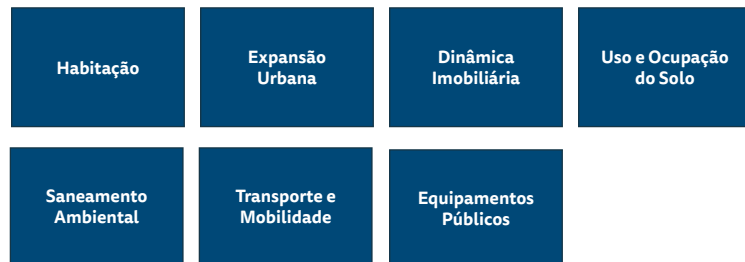 Habitação
Expansão
Urbana
Dinâmica
Imobiliária
Uso e Ocupação
do Solo
Saneamento
Ambiental
Transporte e
Mobilidade
Equipamentos
Públicos